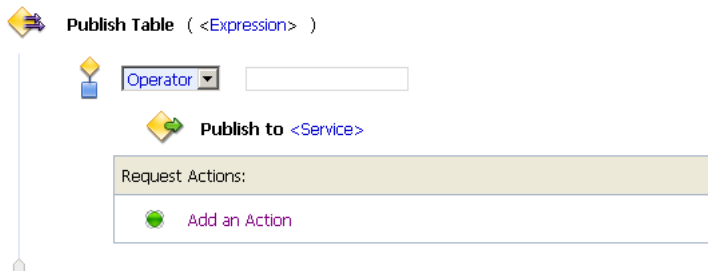 Publish Table ( <Expression> )
Operator
Publish to <Service>
Request Actions:
Add an Action